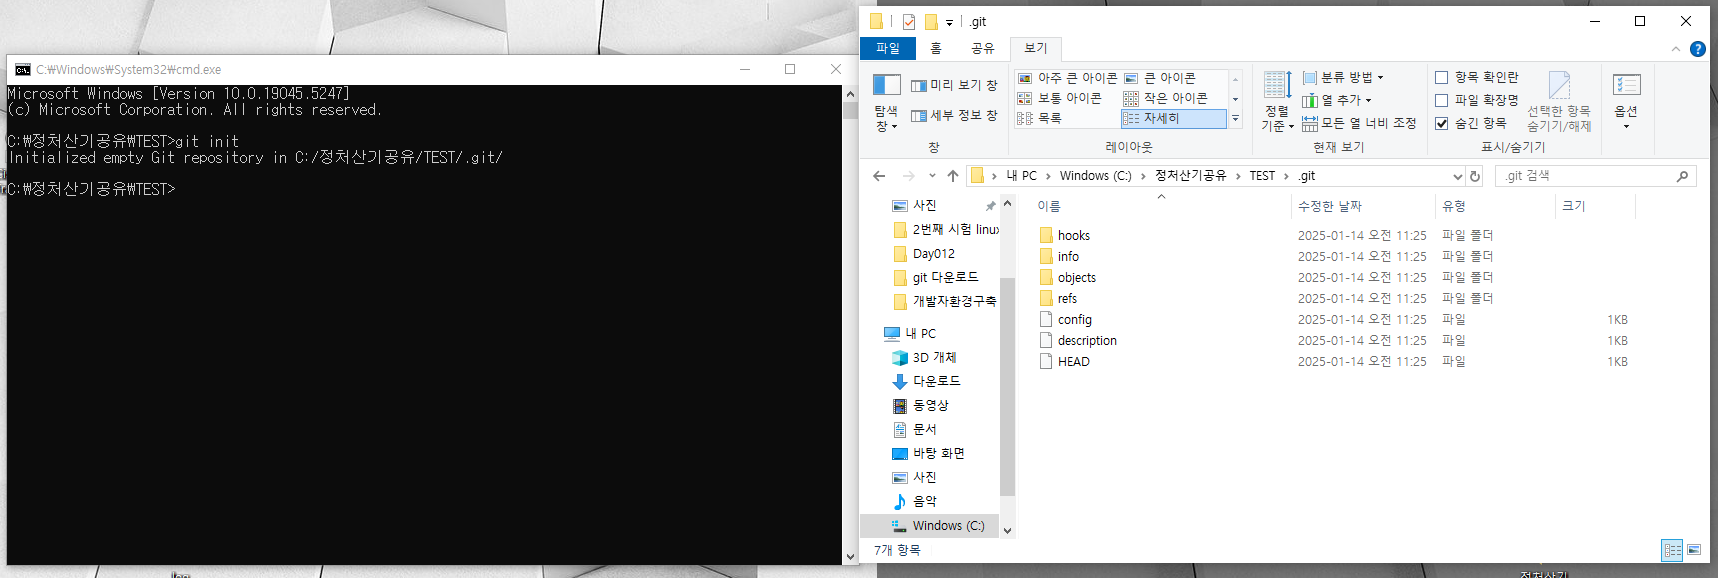 C:\Windows\System32\cmd.exe
Microsoft Windows [Version 10.0.19045.5247]
(c) Microsoft Corporation. All rights reserved.
C:\정처산기공유\TEST>git init
Initialized empty Git repository in C:/정처산기공유/TEST/.git/
C:\정처산기공유\TEST>
.git
파일 홈 공유 보기
탐색 창
미리 보기 창
세부 정보 창
창
아주 큰 아이콘 큰 아이콘
보통 아이콘 작은 아이콘
목록 자세히
레이아웃
정렬 기준
분류 방법
열 추가
모든 열 너비 조정
현재 보기
항목 확인란
파일 확장명
숨긴 항목
선택한 항목 숨기기/해제
표시/숨기기
옵션
내 PC > Windows (C:) > 정처산기공유 > TEST > .git
.git 검색
사진
2번째 시험 linux
Day012
git 다운로드
개발자환경구축
내 PC
3D 개체
다운로드
동영상
문서
바탕 화면
사진
음악
Windows (C:)
이름 수정한 날짜 유형 크기
hooks 2025-01-14 오전 11:25 파일 폴더
info 2025-01-14 오전 11:25 파일 폴더
objects 2025-01-14 오전 11:25 파일 폴더
refs 2025-01-14 오전 11:25 파일 폴더
config 2025-01-14 오전 11:25 파일 1KB
description 2025-01-14 오전 11:25 파일 1KB
HEAD 2025-01-14 오전 11:25 파일 1KB
7개 항목